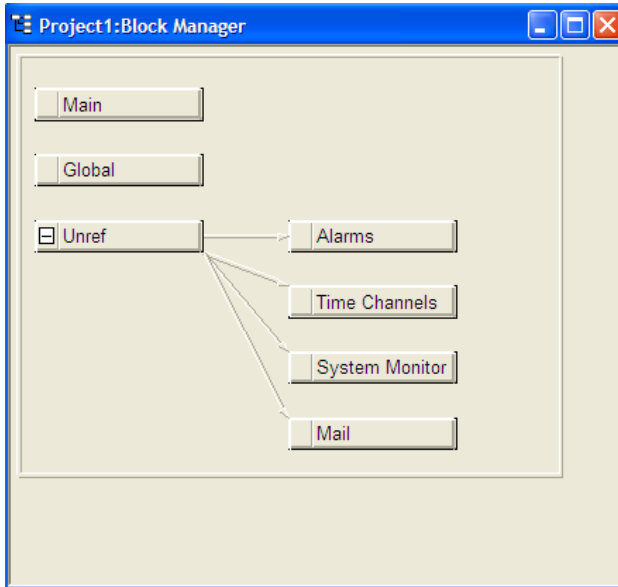 Project1:Block Manager
Main
Global
Unref
Alarms
Time Channels
System Monitor
Mail